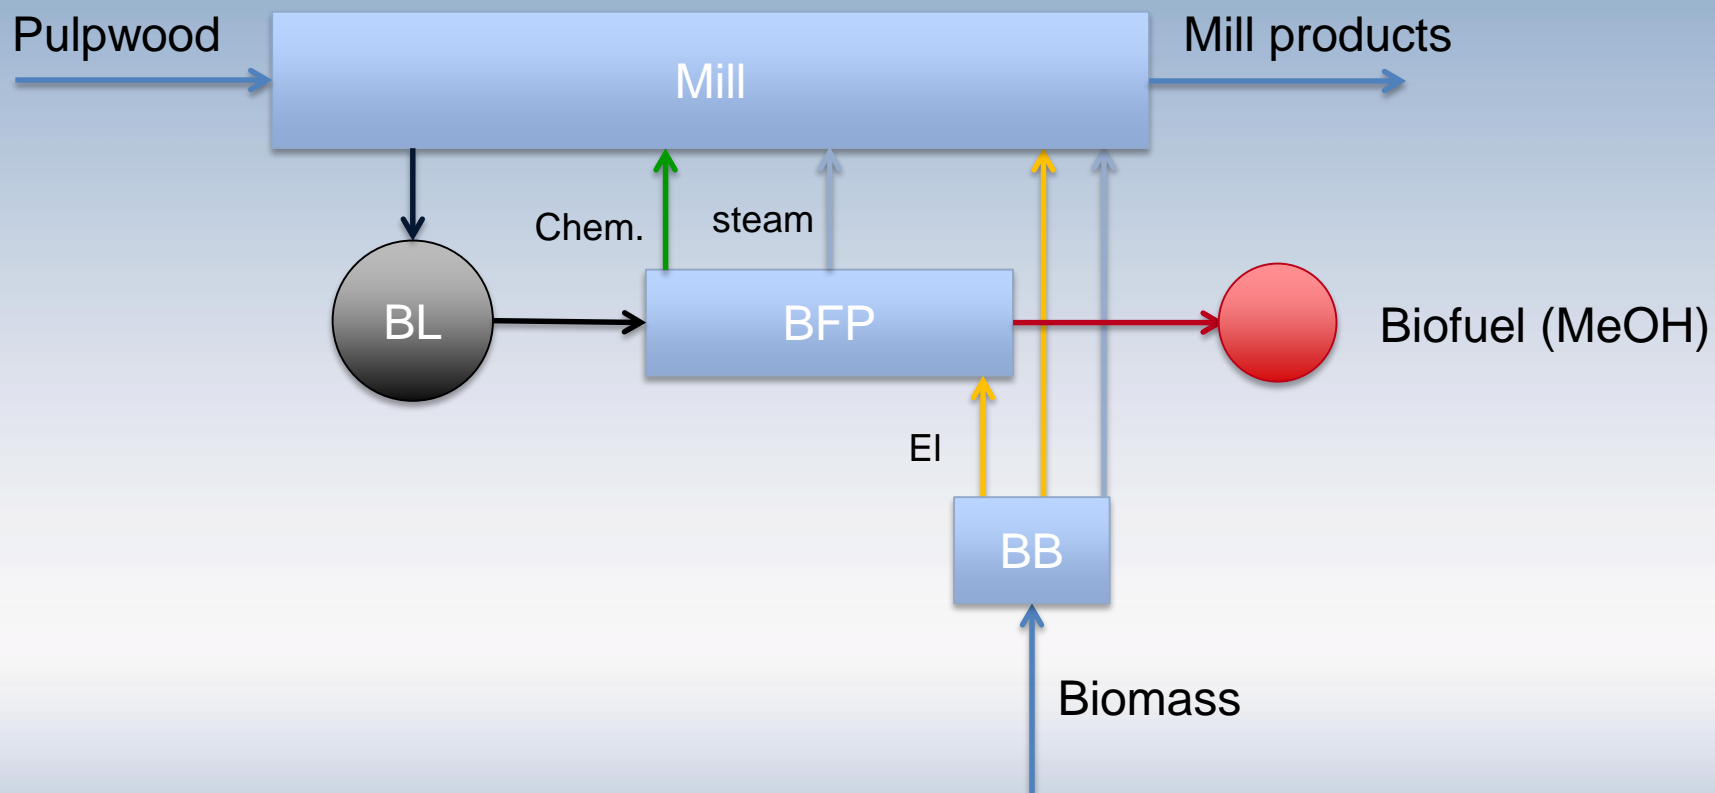 Pulpwood
Mill
Mill products
Chem.
steam
BL
BFP
Biofuel (MeOH)
El
BB
Biomass